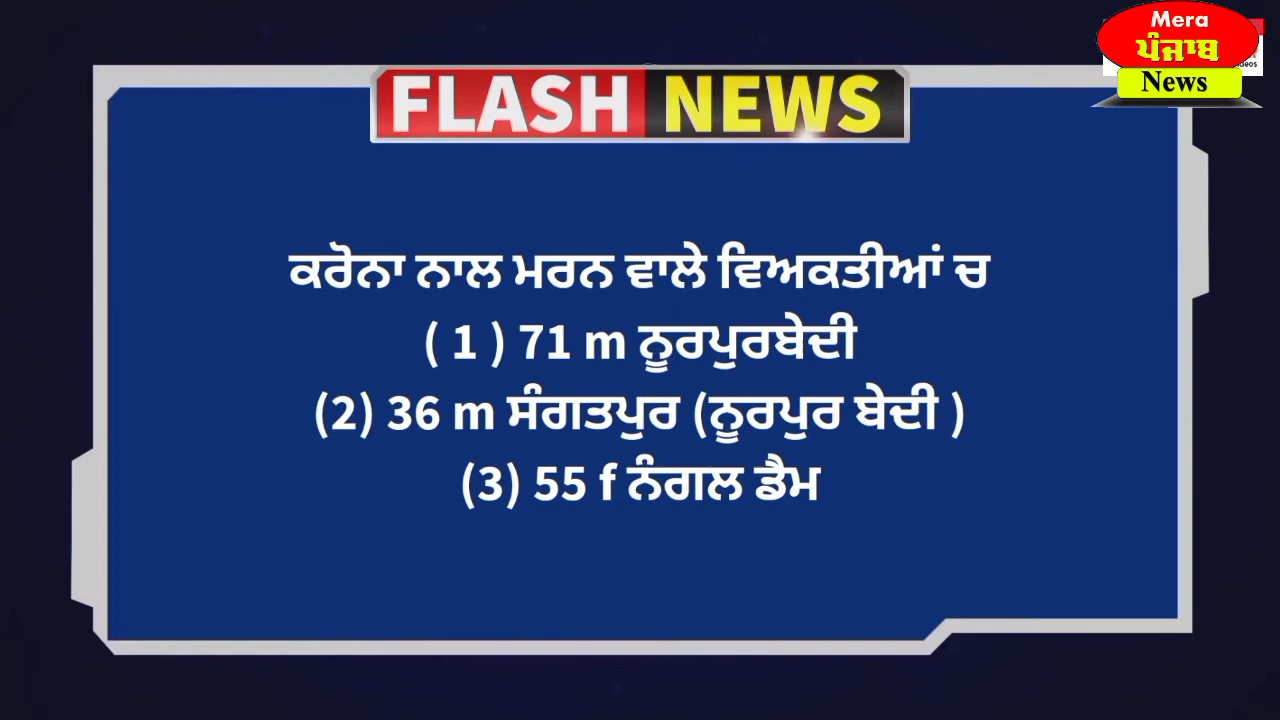 Mera
ਪੰਜਾਬ
News
FLASH NEWS
ਕਰੋਨਾ ਨਾਲ ਮਰਨ ਵਾਲੇ ਵਿਅਕਤੀਆਂ ਚ
( 1 ) 71 m ਨੂਰਪੁਰਬੇਦੀ
(2) 36 m ਸੰਗਤਪੁਰ (ਨੂਰਪੁਰ ਬੇਦੀ )
(3) 55 f ਨੰਗਲ ਡੈਮ